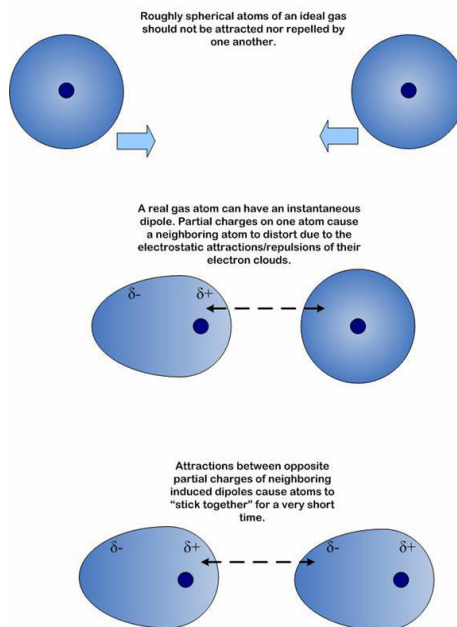 Roughly spherical atoms of an ideal gas
should not be attracted nor repelled by
one another.
A real gas atom can have an instantaneous
dipole. Partial charges on one atom cause
a neighboring atom to distort due to the
electrostatic attractions/repulsions of their
electron clouds.
δ- δ+
Attractions between opposite
partial charges of neighboring
induced dipoles cause atoms to
“stick together” for a very short
time.
δ- δ+ δ- δ+